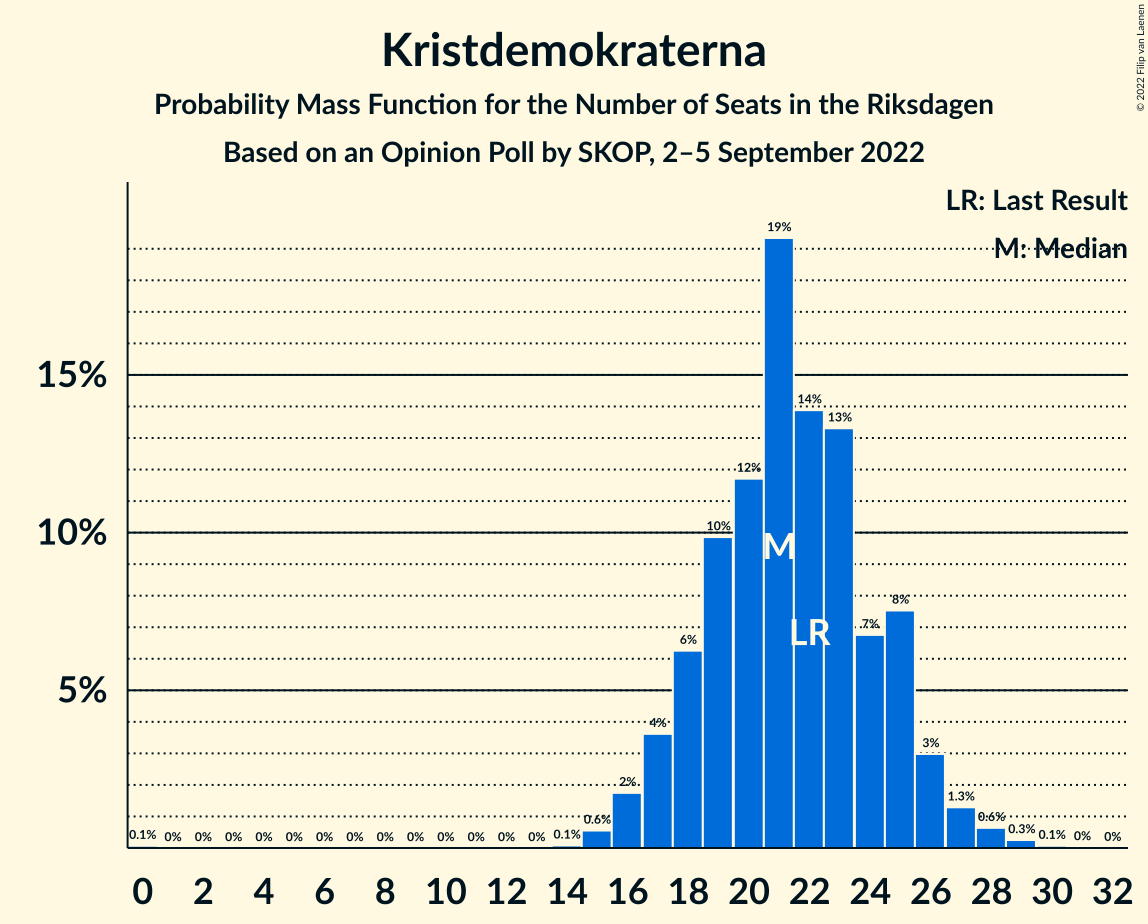 Kristdemokraterna
Probability Mass Function for the Number of Seats in the Riksdagen
Based on an Opinion Poll by SKOP, 2–5 September 2022
© 2022 Filip van Laenen
LR: Last Result
M: Median
15%
10%
5%
0.1% 0% 0% 0% 0% 0% 0% 0% 0% 0% 0% 0% 0% 0% 0.1% 0.6% 2% 4% 6% 10% 12% 19% 14% 13% 7% 8% 3% 1.3% 0.6% 0.3% 0.1% 0% 0%
M
LR
0 2 4 6 8 10 12 14 16 18 20 22 24 26 28 30 32